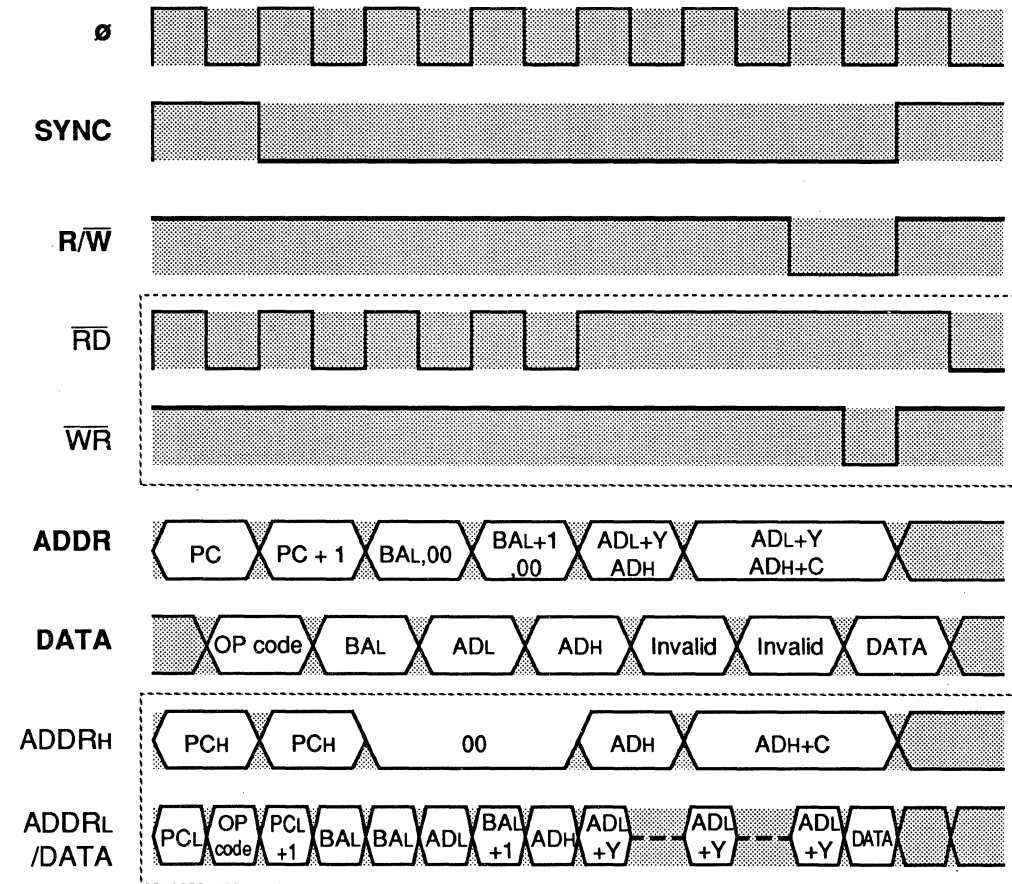 ø
SYNC
R/W̅
R̅D̅
W̅R̅
ADDR
PC
PC + 1
BAL,00
BAL+1
,00
ADL+Y
ADH
ADL+Y
ADH+C
DATA
OP code
BAL
ADL
ADH
Invalid
Invalid
DATA
ADDRH
PCH
PCH
00
ADH
ADH+C
ADDRL
/DATA
PCL
OP
code
PCL
+1
BAL
BAL
ADL
BAL
+1
ADH
ADL
+Y
ADL
+Y
ADL
+Y
DATA